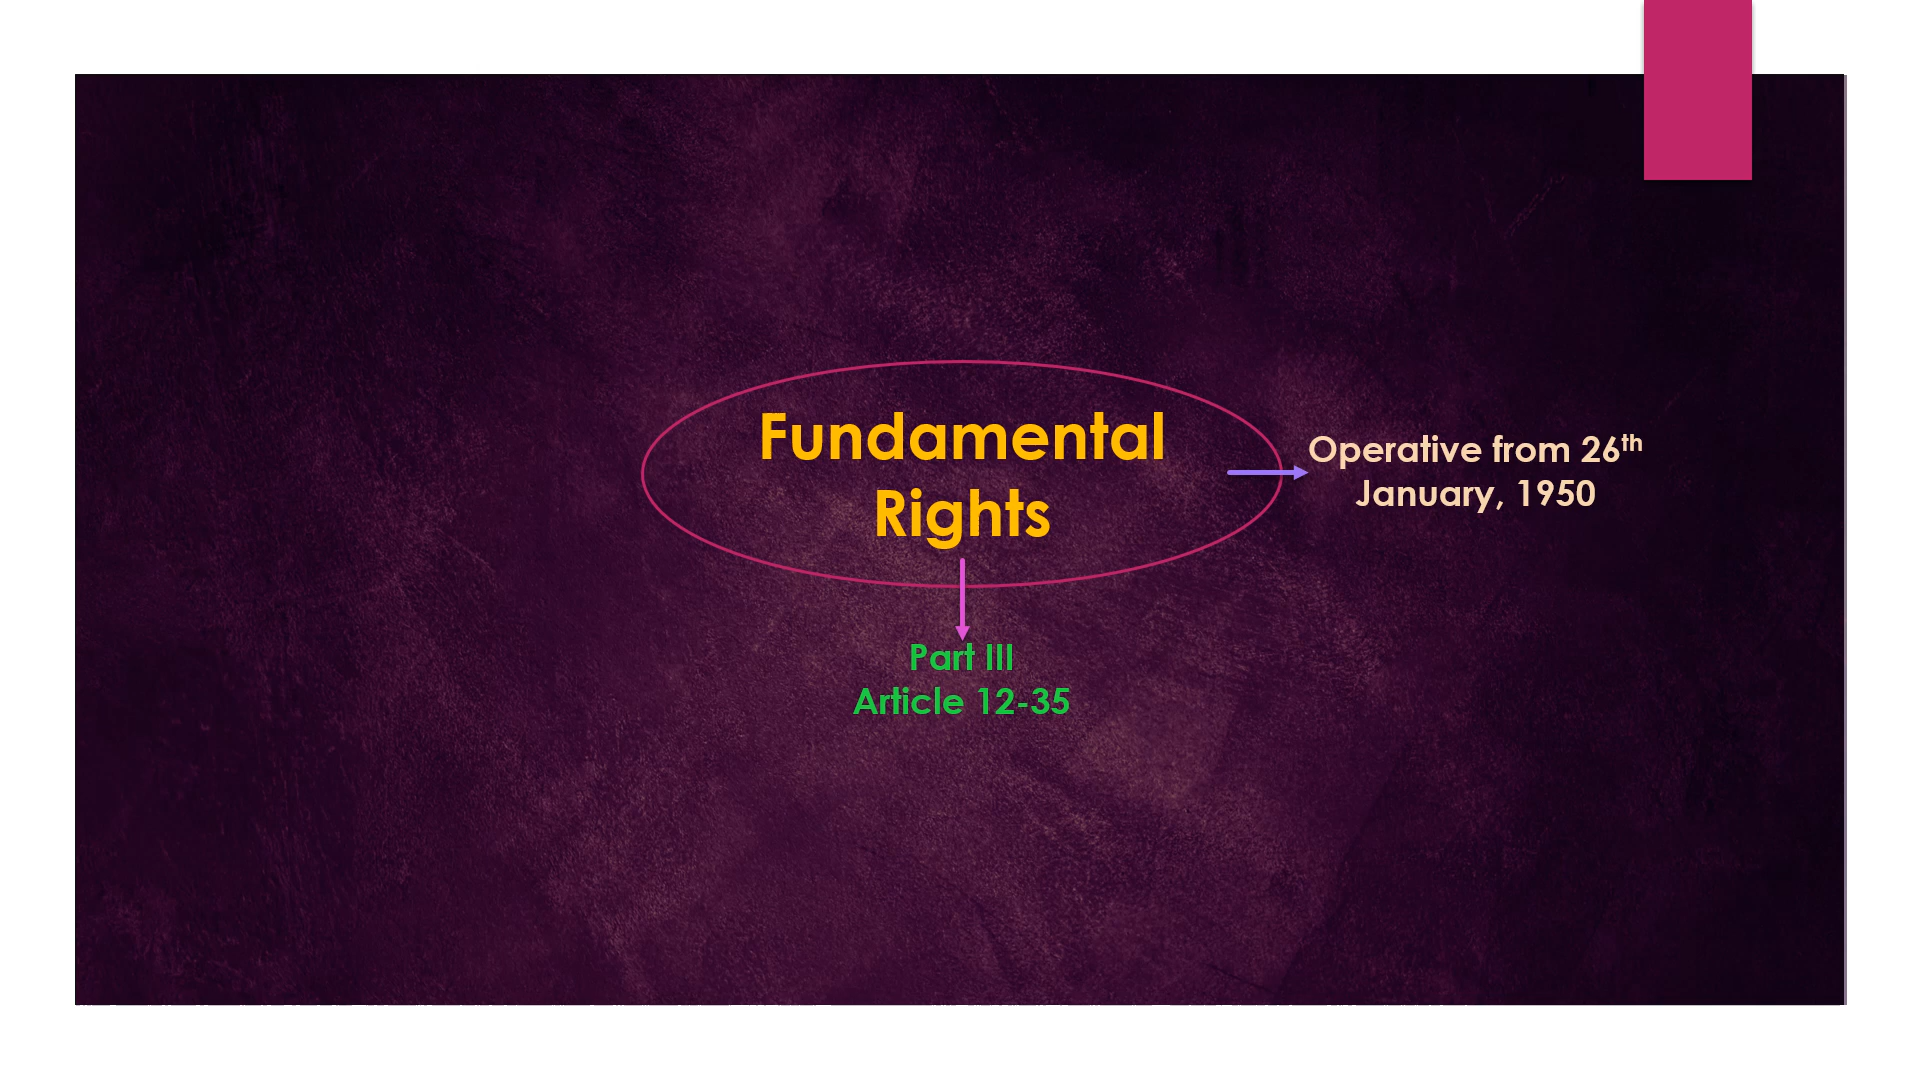 Fundamental
Rights
Operative from 26th
January, 1950
Part III
Article 12-35